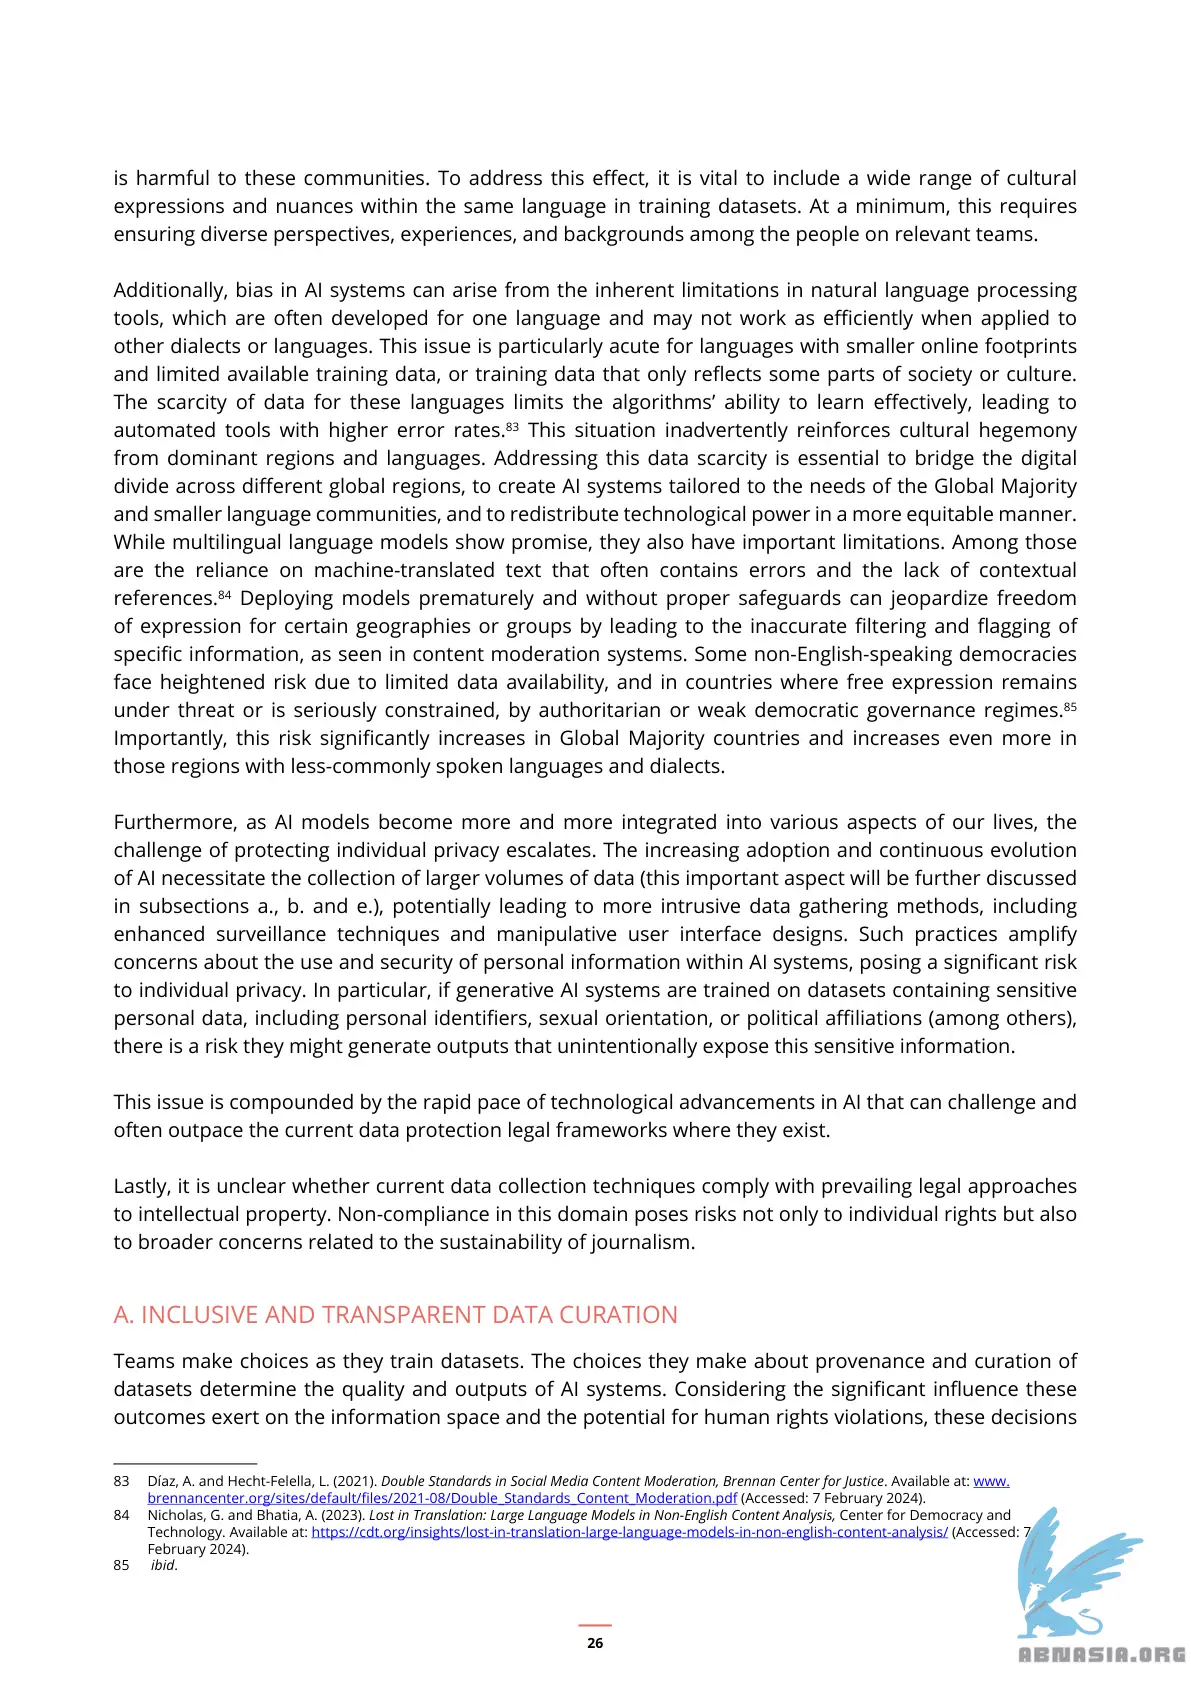 is harmful to these communities. To address this effect, it is vital to include a wide range of cultural
expressions and nuances within the same language in training datasets. At a minimum, this requires
ensuring diverse perspectives, experiences, and backgrounds among the people on relevant teams.
Additionally, bias in AI systems can arise from the inherent limitations in natural language processing
tools, which are often developed for one language and may not work as efficiently when applied to
other dialects or languages. This issue is particularly acute for languages with smaller online footprints
and limited available training data, or training data that only reflects some parts of society or culture.
The scarcity of data for these languages limits the algorithms’ ability to learn effectively, leading to
automated tools with higher error rates.83 This situation inadvertently reinforces cultural hegemony
from dominant regions and languages. Addressing this data scarcity is essential to bridge the digital
divide across different global regions, to create AI systems tailored to the needs of the Global Majority
and smaller language communities, and to redistribute technological power in a more equitable manner.
While multilingual language models show promise, they also have important limitations. Among those
are the reliance on machine-translated text that often contains errors and the lack of contextual
references.84 Deploying models prematurely and without proper safeguards can jeopardize freedom
of expression for certain geographies or groups by leading to the inaccurate filtering and flagging of
specific information, as seen in content moderation systems. Some non-English-speaking democracies
face heightened risk due to limited data availability, and in countries where free expression remains
under threat or is seriously constrained, by authoritarian or weak democratic governance regimes.85
Importantly, this risk significantly increases in Global Majority countries and increases even more in
those regions with less-commonly spoken languages and dialects.
Furthermore, as AI models become more and more integrated into various aspects of our lives, the
challenge of protecting individual privacy escalates. The increasing adoption and continuous evolution
of AI necessitate the collection of larger volumes of data (this important aspect will be further discussed
in subsections a., b. and e.), potentially leading to more intrusive data gathering methods, including
enhanced surveillance techniques and manipulative user interface designs. Such practices amplify
concerns about the use and security of personal information within AI systems, posing a significant risk
to individual privacy. In particular, if generative AI systems are trained on datasets containing sensitive
personal data, including personal identifiers, sexual orientation, or political affiliations (among others),
there is a risk they might generate outputs that unintentionally expose this sensitive information.
This issue is compounded by the rapid pace of technological advancements in AI that can challenge and
often outpace the current data protection legal frameworks where they exist.
Lastly, it is unclear whether current data collection techniques comply with prevailing legal approaches
to intellectual property. Non-compliance in this domain poses risks not only to individual rights but also
to broader concerns related to the sustainability of journalism.
A. INCLUSIVE AND TRANSPARENT DATA CURATION
Teams make choices as they train datasets. The choices they make about provenance and curation of
datasets determine the quality and outputs of AI systems. Considering the significant influence these
outcomes exert on the information space and the potential for human rights violations, these decisions
83 Díaz, A. and Hecht-Felella, L. (2021). Double Standards in Social Media Content Moderation, Brennan Center for Justice. Available at: www.
brennancenter.org/sites/default/files/2021-08/Double_Standards_Content_Moderation.pdf (Accessed: 7 February 2024).
84 Nicholas, G. and Bhatia, A. (2023). Lost in Translation: Large Language Models in Non-English Content Analysis, Center for Democracy and
Technology. Available at: https://cdt.org/insights/lost-in-translation-large-language-models-in-non-english-content-analysis/ (Accessed: 7
February 2024).
85 ibid.
26
ABNASIA.ORG